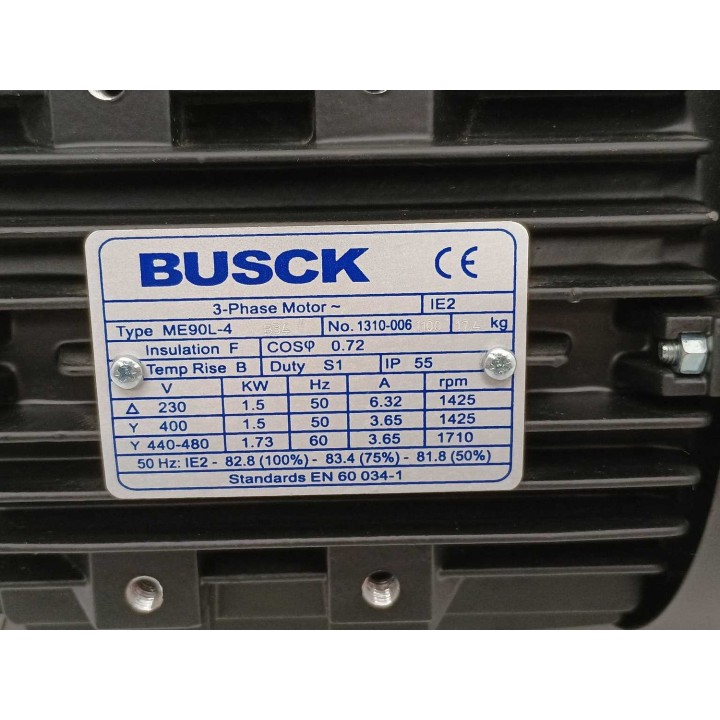 BUSCK CE
3-Phase Motor ~ IE2
Type ME90L-4 No. 1310-006 kg
Insulation F COSφ 0.72
Temp Rise B Duty S1 IP 55
V KW Hz A rpm
Δ 230 1.5 50 6.32 1425
Y 400 1.5 50 3.65 1425
Y 440-480 1.73 60 3.65 1710
50 Hz: IE2 - 82.8 (100%) - 83.4 (75%) - 81.8 (50%)
Standards EN 60 034-1